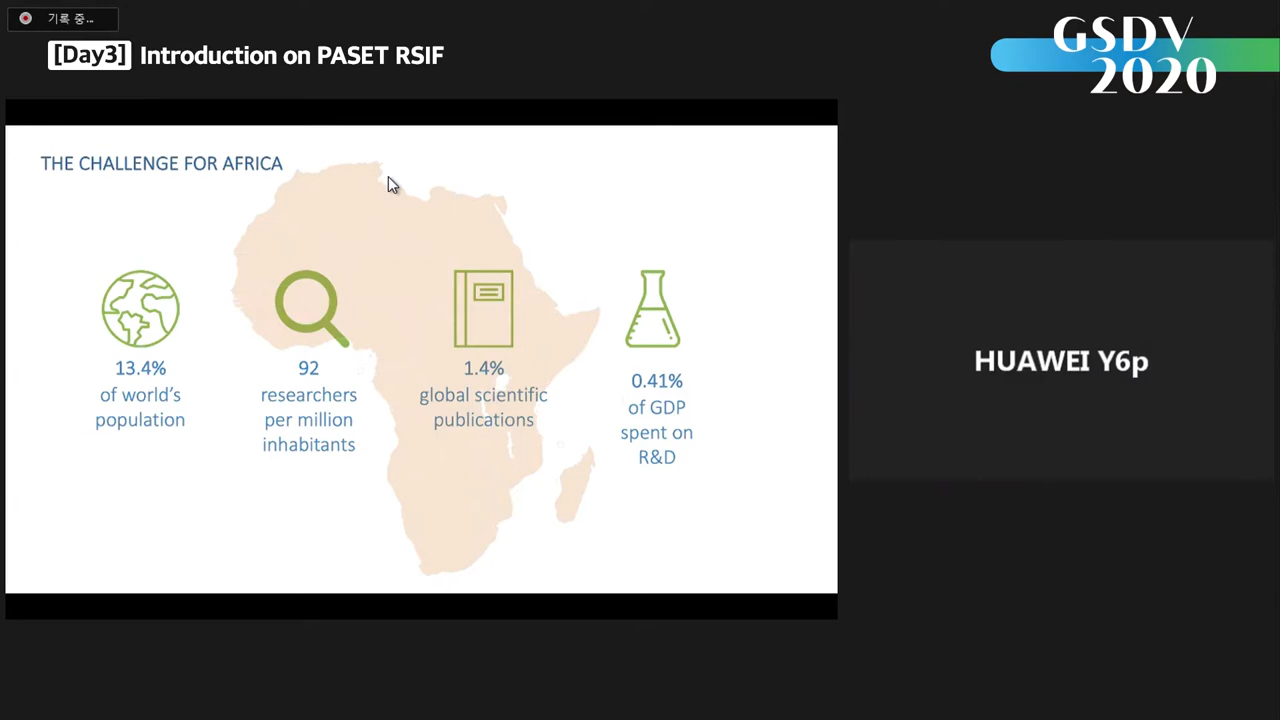 기록 중...
[Day3] Introduction on PASET RSIF
GSDV
2020
THE CHALLENGE FOR AFRICA
13.4%
of world's
population
92
researchers
per million
inhabitants
1.4%
global scientific
publications
0.41%
of GDP
spent on
R&D
HUAWEI Y6p